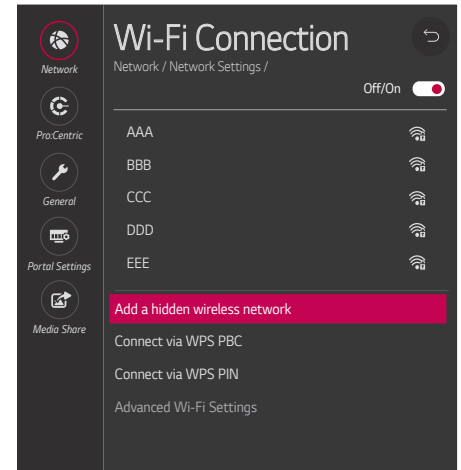 Wi-Fi Connection
Network / Network Settings /
Off/On
Network
Pro:Centric
General
Portal Settings
Media Share
AAA
BBB
CCC
DDD
EEE
Add a hidden wireless network
Connect via WPS PBC
Connect via WPS PIN
Advanced Wi-Fi Settings